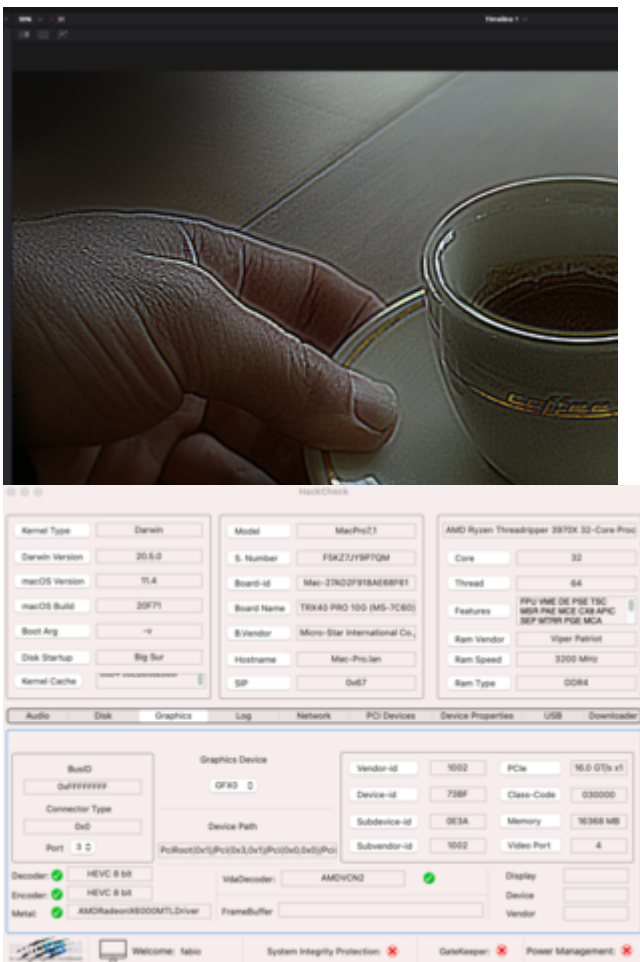 Timeline 1
coffee
HackCheck
Kernel Type Darwin
Darwin Version 20.5.0
macOS Version 11.4
macOS Build 20F71
Boot Arg -v
Disk Startup Big Sur
Kernel Cache
Model MacPro7,1
S. Number F5KZ7JY9P7QM
Board-id Mac-27AD2F918AE68F61
Board Name TRX40 PRO 10G (MS-7C60)
B.Vendor Micro-Star International Co.,
Hostname Mac-Pro.lan
SIP 0x67
AMD Ryzen Threadripper 3970X 32-Core Proc
Core 32
Thread 64
Features FPU VME DE PSE TSC
MSR PAE MCE CX8 APIC
SEP MTRR PGE MCA
Ram Vendor Viper Patriot
Ram Speed 3200 MHz
Ram Type DDR4
Audio Disk Graphics Log Network PCI Devices Device Properties USB Downloader
BusID
0xFFFFFFFF
Connector Type
0x0
Port 3
Graphics Device
GFX0
Device Path
PciRoot(0x1)/Pci(0x3,0x1)/Pci(0x0,0x0)/Pci
Vendor-id 1002 PCIe 16.0 GT/s x1
Device-id 73BF Class-Code 030000
Subdevice-id 0E3A Memory 16368 MB
Subvendor-id 1002 Video Port 4
Decoder: HEVC 8 bit
Encoder: HEVC 8 bit
Metal: AMDRadeonX6000MTLDriver
VdaDecoder: AMDVCN2
FrameBuffer
Display
Device
Vendor
Welcome: fabio System Integrity Protection: GateKeeper: Power Management: